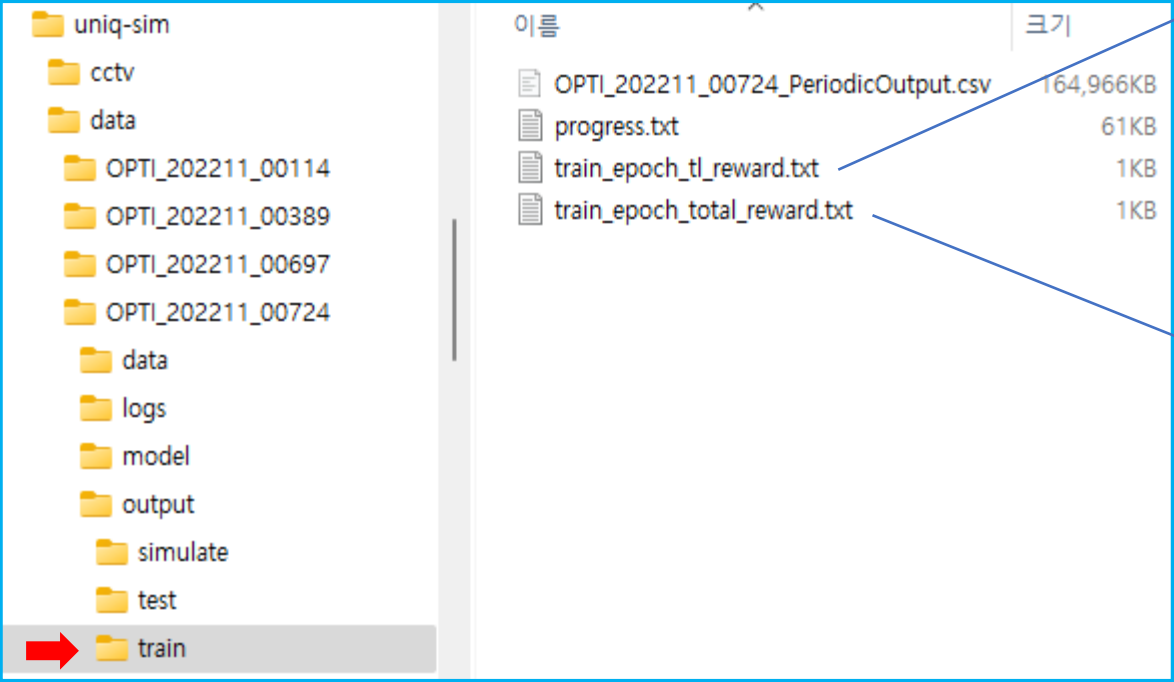 uniq-sim
cctv
data
OPTI_202211_00114
OPTI_202211_00389
OPTI_202211_00697
OPTI_202211_00724
data
logs
model
output
simulate
test
train
이름 크기
OPTI_202211_00724_PeriodicOutput.csv 164,966KB
progress.txt 61KB
train_epoch_tl_reward.txt 1KB
train_epoch_total_reward.txt 1KB